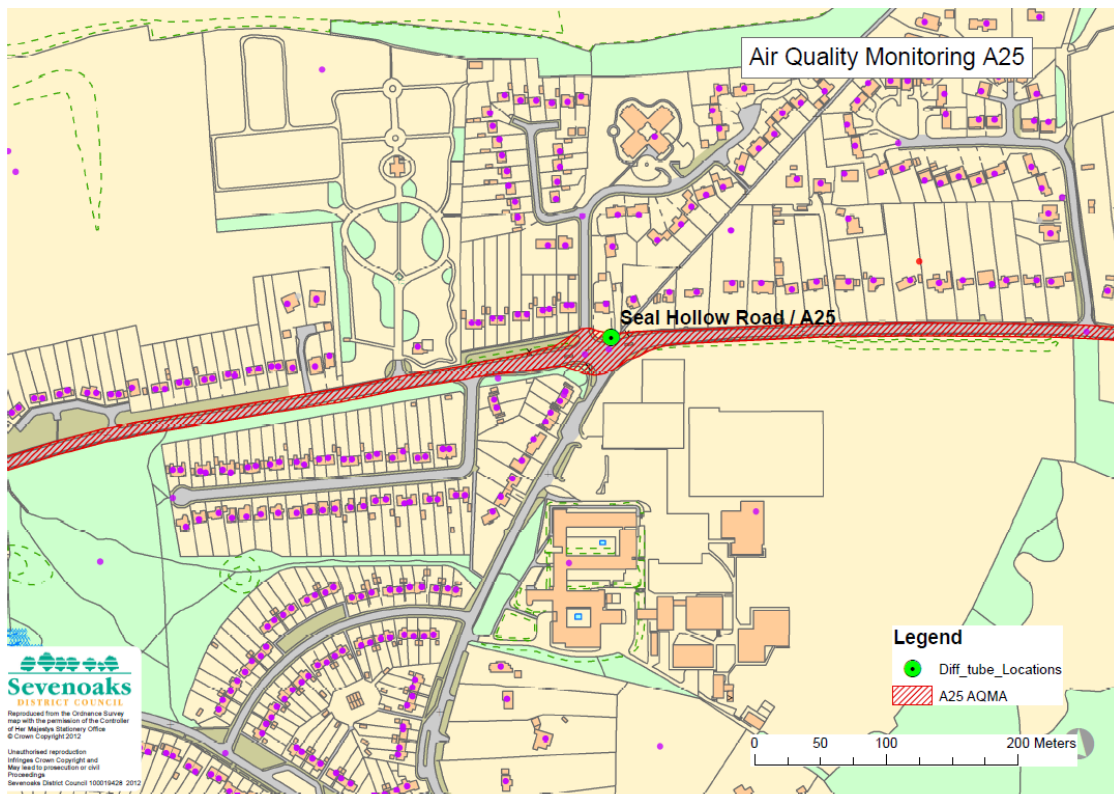 Air Quality Monitoring A25
Seal Hollow Road / A25
Legend
Diff_tube_Locations
A25 AQMA
0 50 100 200 Meters
Sevenoaks
DISTRICT COUNCIL
Reproduced from the Ordnance Survey
map with the permission of the Controller
of Her Majestys Stationery Office
© Crown Copyright 2012
Unauthorised reproduction
Infringes Crown Copyright and
May lead to prosecution or civil
Proceedings
Sevenoaks District Council 100019428 2012